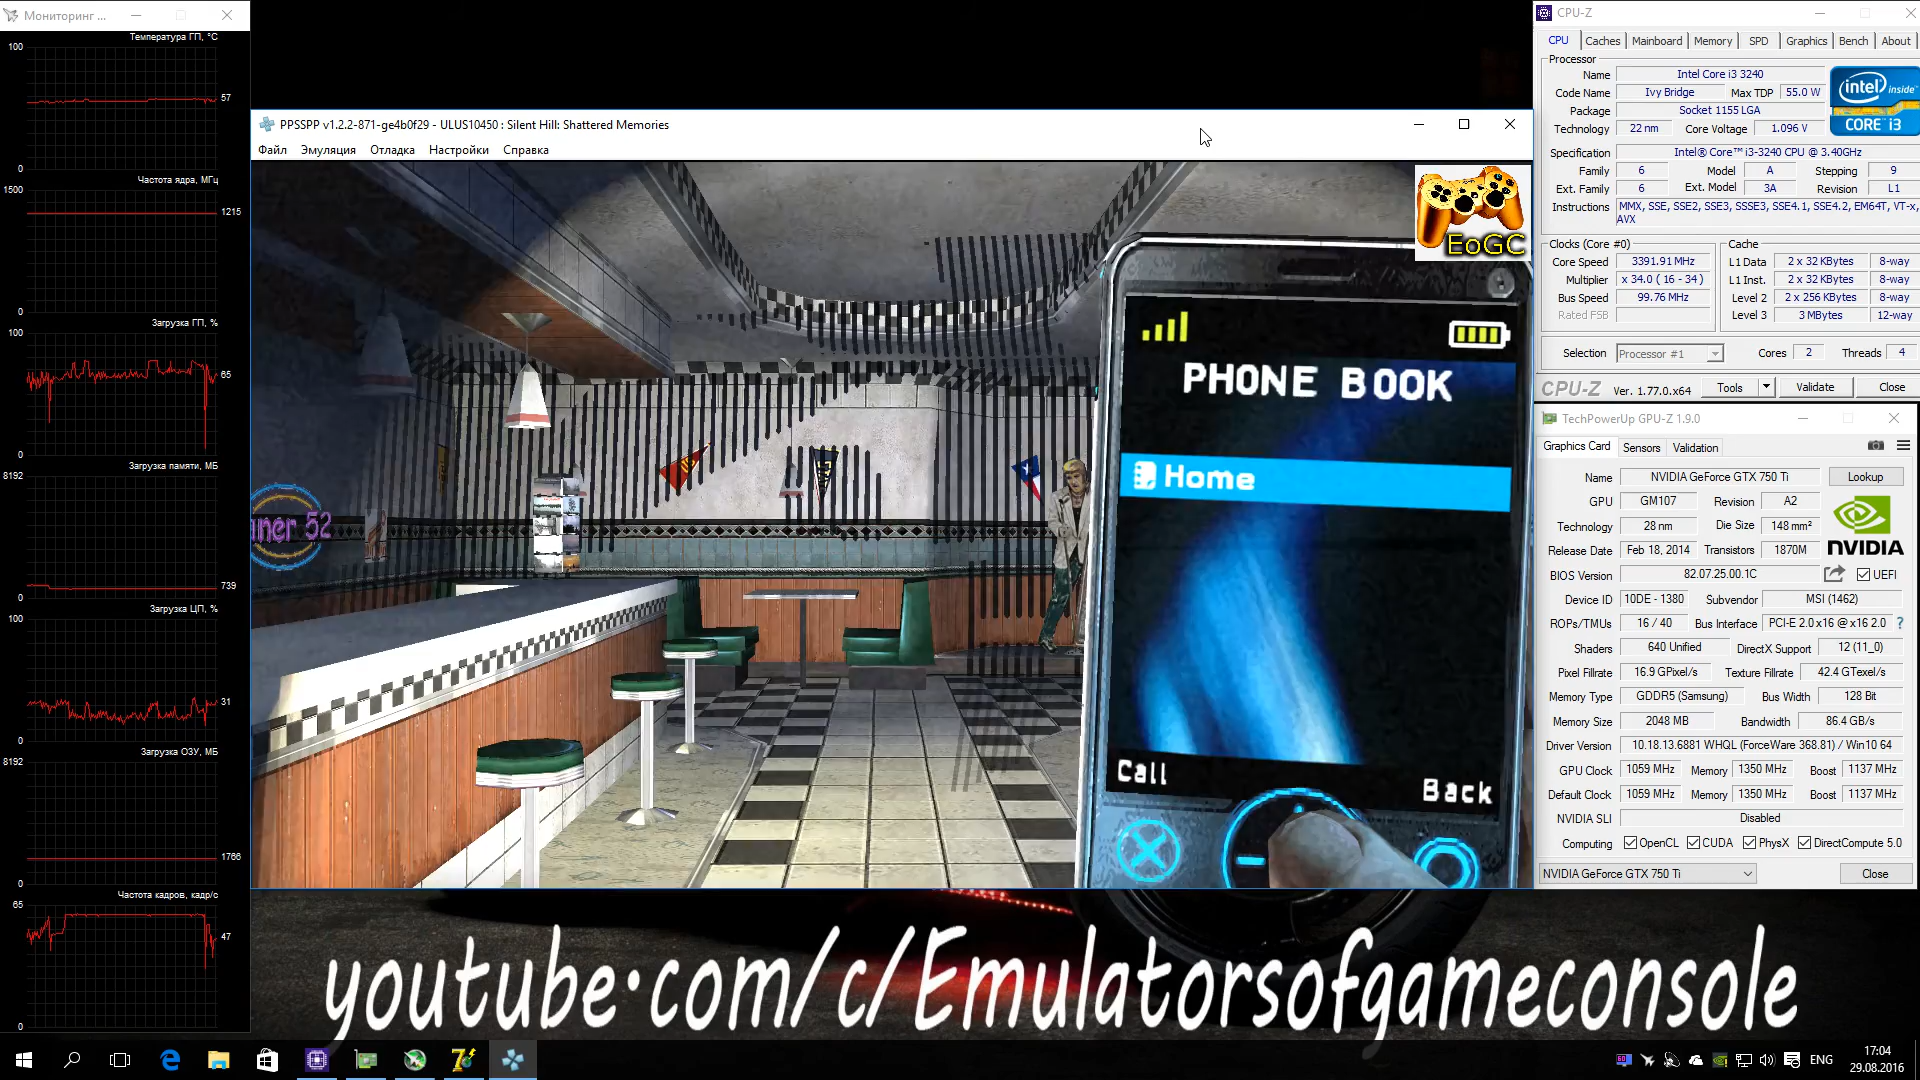 Мониторинг ...
Температура ГП, °C
100
57
0
Частота ядра, МГц
1500
1215
0
Загрузка ГП, %
100
65
0
Загрузка памяти, МБ
8192
739
0
Загрузка ЦП, %
100
31
0
Загрузка ОЗУ, МБ
8192
1766
0
Частота кадров, кадр/с
65
47
0
PPSSPP v1.2.2-871-ge4b0f29 - ULUS10450 : Silent Hill: Shattered Memories
Файл Эмуляция Отладка Настройки Справка
EoGC
iner 52
PHONE BOOK
Home
Call
Back
CPU-Z
CPU Caches Mainboard Memory SPD Graphics Bench About
Processor
Name Intel Core i3 3240
Code Name Ivy Bridge Max TDP 55.0 W
Package Socket 1155 LGA
Technology 22 nm Core Voltage 1.096 V
intel inside™
CORE i3
Specification Intel® Core™ i3-3240 CPU @ 3.40GHz
Family 6 Model A Stepping 9
Ext. Family 6 Ext. Model 3A Revision L1
Instructions MMX, SSE, SSE2, SSE3, SSSE3, SSE4.1, SSE4.2, EM64T, VT-x,
AVX
Clocks (Core #0)
Core Speed 3391.91 MHz
Multiplier x 34.0 ( 16 - 34 )
Bus Speed 99.76 MHz
Rated FSB
Cache
L1 Data 2 x 32 KBytes 8-way
L1 Inst. 2 x 32 KBytes 8-way
Level 2 2 x 256 KBytes 8-way
Level 3 3 MBytes 12-way
Selection Processor #1 Cores 2 Threads 4
CPU-Z Ver. 1.77.0.x64 Tools Validate Close
TechPowerUp GPU-Z 1.9.0
Graphics Card Sensors Validation
Name NVIDIA GeForce GTX 750 Ti Lookup
GPU GM107 Revision A2
Technology 28 nm Die Size 148 mm²
Release Date Feb 18, 2014 Transistors 1870M
NVIDIA
BIOS Version 82.07.25.00.1C UEFI
Device ID 10DE - 1380 Subvendor MSI (1462)
ROPs/TMUs 16 / 40 Bus Interface PCI-E 2.0 x16 @ x16 2.0 ?
Shaders 640 Unified DirectX Support 12 (11_0)
Pixel Fillrate 16.9 GPixel/s Texture Fillrate 42.4 GTexel/s
Memory Type GDDR5 (Samsung) Bus Width 128 Bit
Memory Size 2048 MB Bandwidth 86.4 GB/s
Driver Version 10.18.13.6881 WHQL (ForceWare 368.81) / Win10 64
GPU Clock 1059 MHz Memory 1350 MHz Boost 1137 MHz
Default Clock 1059 MHz Memory 1350 MHz Boost 1137 MHz
NVIDIA SLI Disabled
Computing OpenCL CUDA PhysX DirectCompute 5.0
NVIDIA GeForce GTX 750 Ti Close
youtube.com/c/Emulatorsofgameconsole
ENG
17:04
29.08.2016